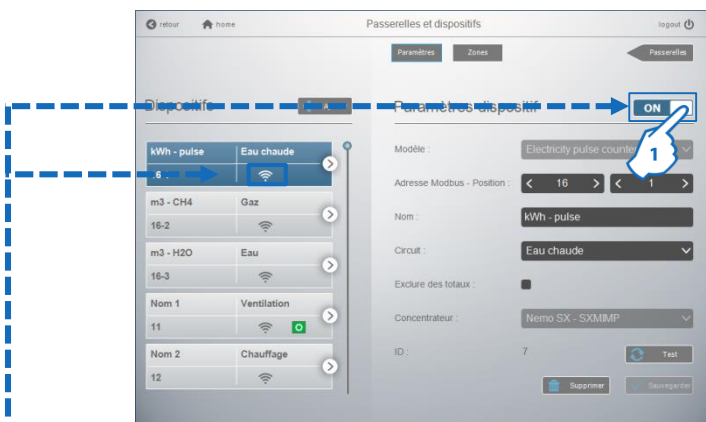 retour home Passerelles et dispositifs logout
Paramètres Zones Passerelles
Dispositifs
kWh - pulse Eau chaude
m3 - CH4 Gaz
16-2
m3 - H2O Eau
16-3
Nom 1 Ventilation
11
Nom 2 Chauffage
12
Paramètres dispositif ON
1
Modèle : Electricity pulse counter
Adresse Modbus - Position : < 16 > < 1 >
Nom : kWh - pulse
Circuit : Eau chaude
Exclure des totaux :
Concentrateur : Nemo SX - SXMIMP
ID : 7 Test
Supprimer Sauvegarder